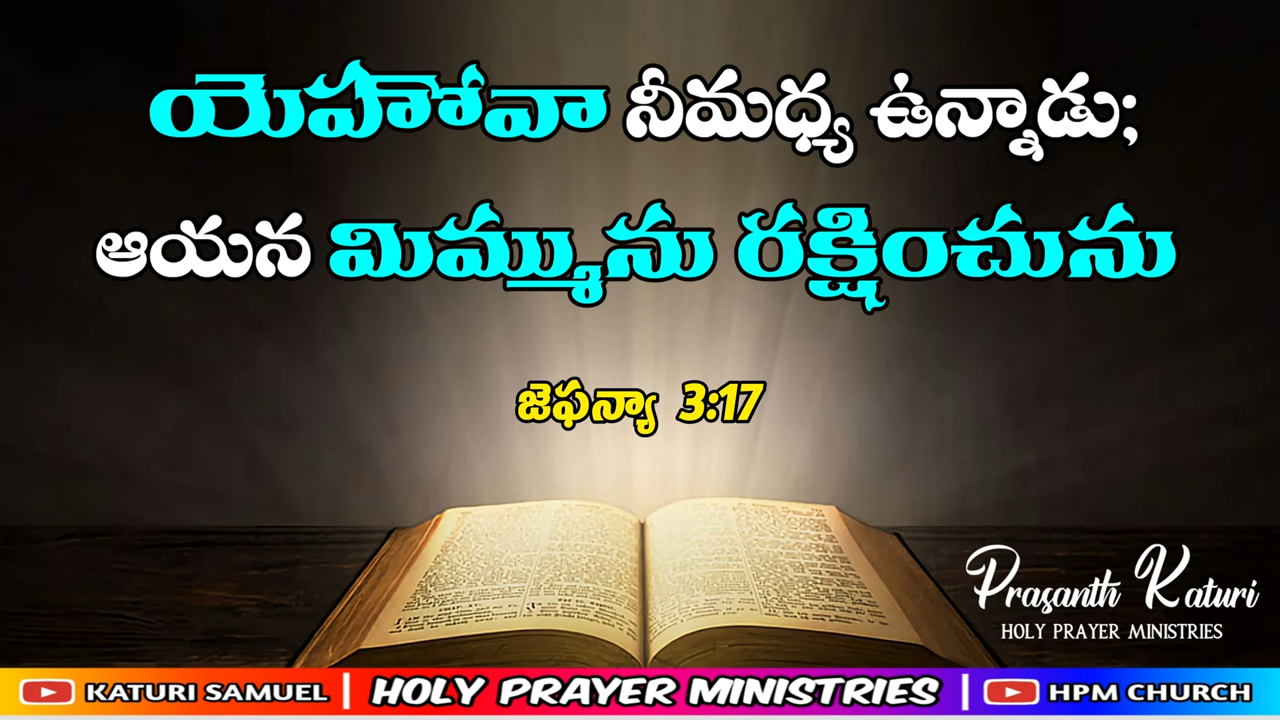 యెహోవా నీమధ్య ఉన్నాడు;
ఆయన మిమ్మును రక్షించును
జెఫన్యా 3:17
Prasanth Katuri
HOLY PRAYER MINISTRIES
KATURI SAMUEL | HOLY PRAYER MINISTRIES | HPM CHURCH